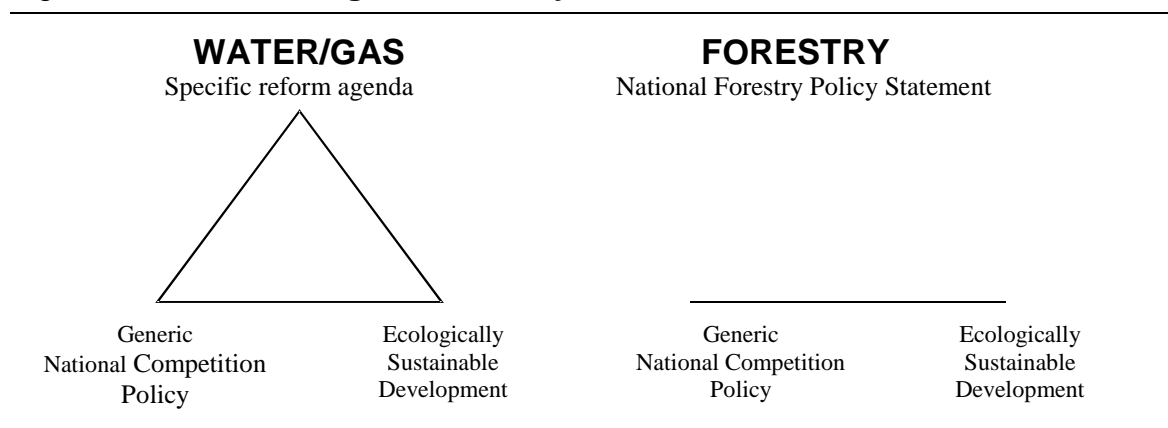 WATER/GAS
Specific reform agenda
FORESTRY
National Forestry Policy Statement
Generic
National Competition
Policy
Ecologically
Sustainable
Development
Generic
National Competition
Policy
Ecologically
Sustainable
Development